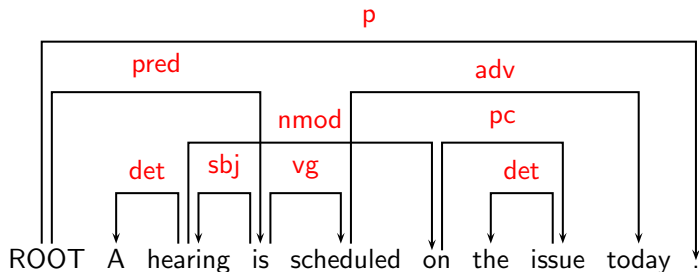 p
pred adv
nmod pc
det sbj vg det
ROOT A hearing is scheduled on the issue today .